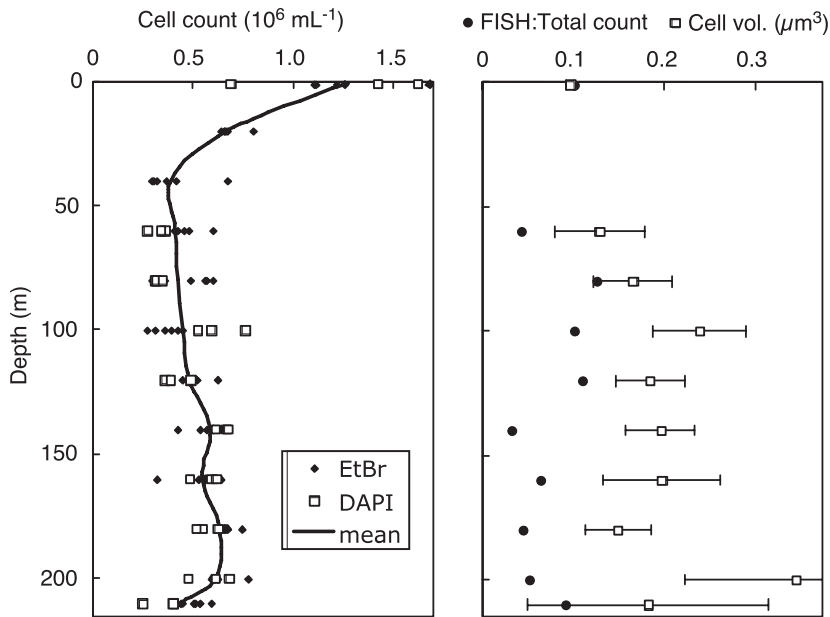 Cell count (10⁶ mL⁻¹)
● FISH:Total count □ Cell vol. (μm³)
0 0.5 1.0 1.5
0 0.1 0.2 0.3
0
50
100
150
200
Depth (m)
EtBr
DAPI
mean